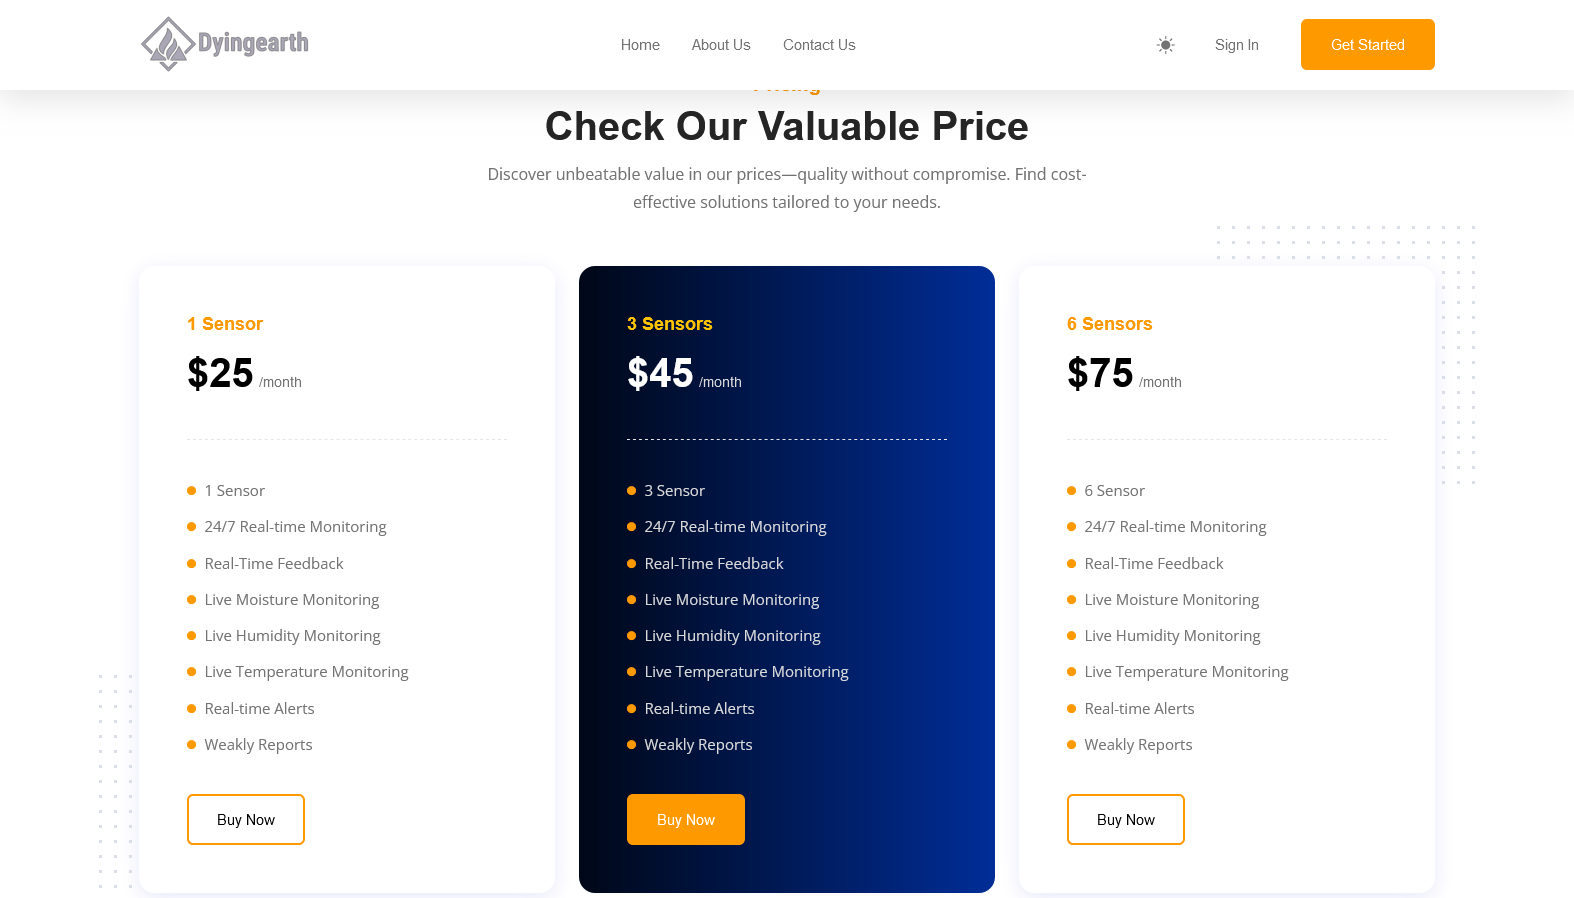 Dyingearth
Home
About Us
Contact Us
Sign In
Get Started
Pricing
Check Our Valuable Price
Discover unbeatable value in our prices—quality without compromise. Find cost-
effective solutions tailored to your needs.
1 Sensor
$25 /month
1 Sensor
24/7 Real-time Monitoring
Real-Time Feedback
Live Moisture Monitoring
Live Humidity Monitoring
Live Temperature Monitoring
Real-time Alerts
Weakly Reports
Buy Now
3 Sensors
$45 /month
3 Sensor
24/7 Real-time Monitoring
Real-Time Feedback
Live Moisture Monitoring
Live Humidity Monitoring
Live Temperature Monitoring
Real-time Alerts
Weakly Reports
Buy Now
6 Sensors
$75 /month
6 Sensor
24/7 Real-time Monitoring
Real-Time Feedback
Live Moisture Monitoring
Live Humidity Monitoring
Live Temperature Monitoring
Real-time Alerts
Weakly Reports
Buy Now